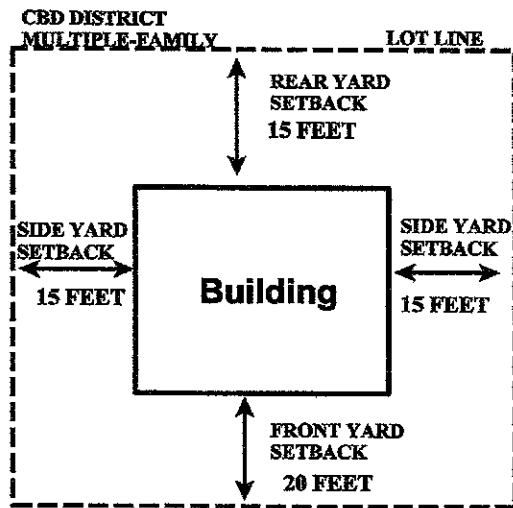 CBD DISTRICT
MULTIPLE-FAMILY
LOT LINE
REAR YARD
SETBACK
15 FEET
SIDE YARD
SETBACK
15 FEET
Building
SIDE YARD
SETBACK
15 FEET
FRONT YARD
SETBACK
20 FEET